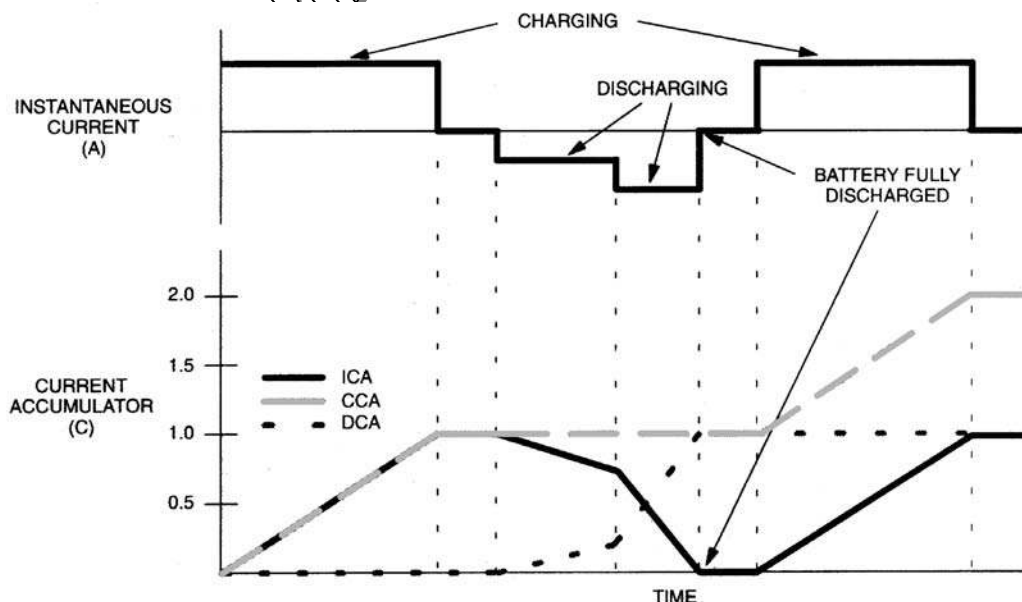 CHARGING
INSTANTANEOUS
CURRENT
(A)
DISCHARGING
BATTERY FULLY
DISCHARGED
2.0
1.5
1.0
0.5
CURRENT
ACCUMULATOR
(C)
ICA
CCA
DCA
TIME